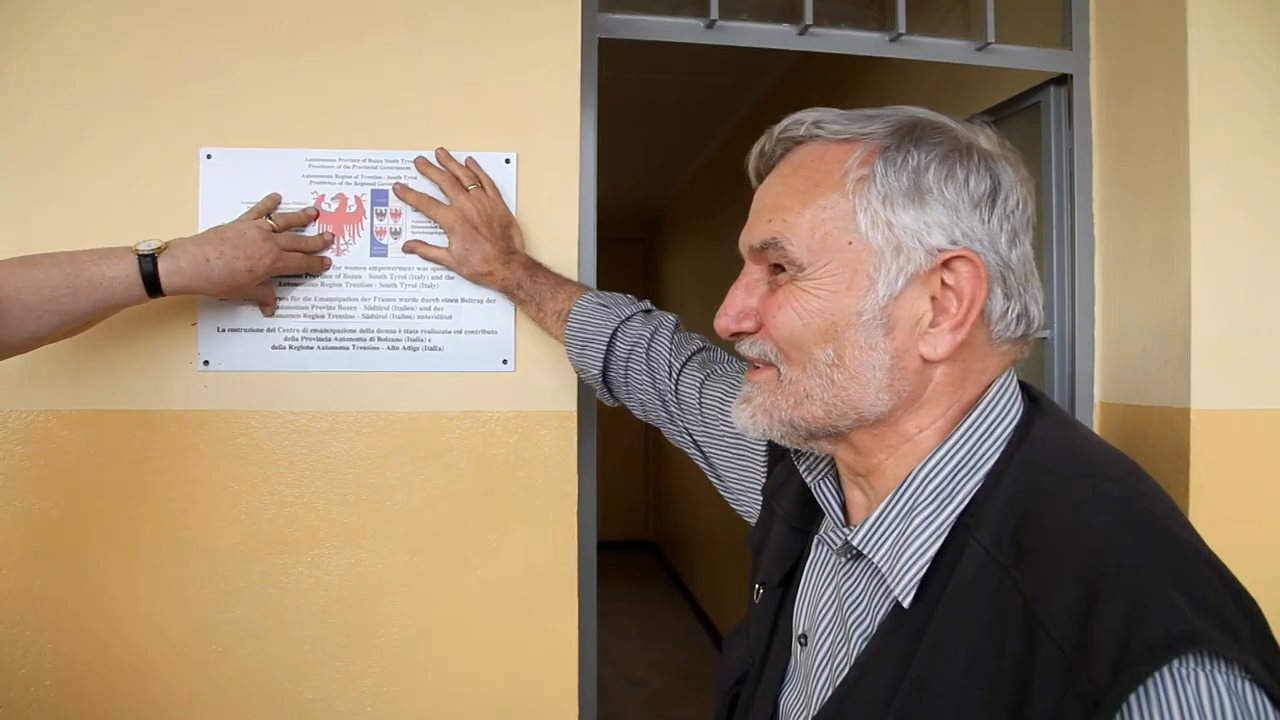 Autonomous Province of Bozen South Tyrol
Presidence of the Provincial Government
Autonomous Region of Trentino - South Tyrol
Presidence of the Regional
for women empowerment was
Province of Bozen - South Tyrol (Italy) and the
Autonomous Region Trentino - South Tyrol (Italy)
für die Emanzipation der Frauen wurde durch einen Beitrag der
Autonomen Provinz Bozen - Südtirol (Italien) und der
Autonomen Region Trentino - Südtirol (Italien) unterstützt
La costruzione del Centro di emancipazione della donna è stata realizzata col contributo
della Provincia Autonoma di Bolzano (Italia) e
della Regione Autonoma Trentino - Alto Adige (Italia)